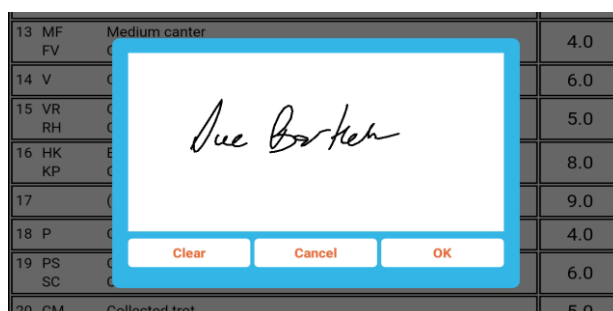 13 MF Medium canter 4.0
FV
14 V 6.0
15 VR 5.0
RH
16 HK 8.0
KP
17 9.0
18 P 4.0
19 PS 6.0
SC
20 CM Collected trot 5.0
Sue
Clear Cancel OK